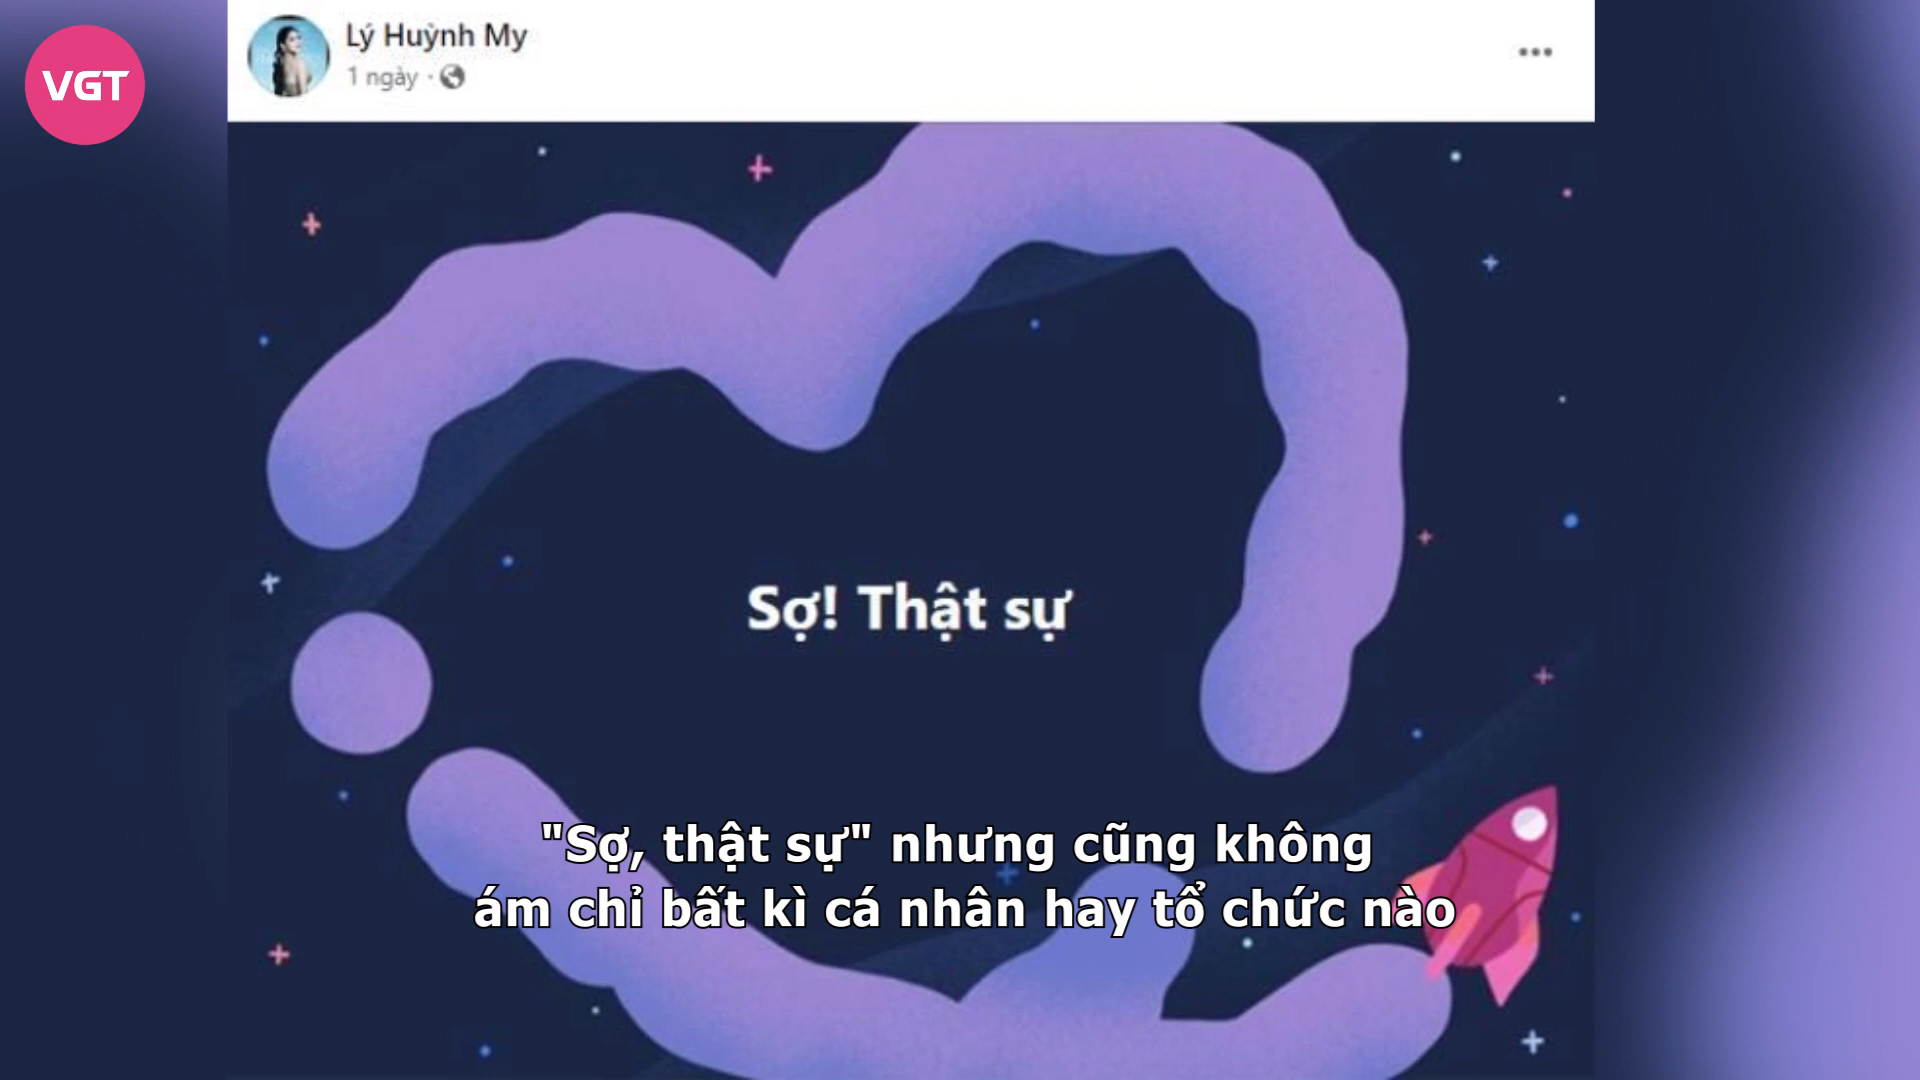 VGT
Lý Huỳnh My
1 ngày ·
Sợ! Thật sự
"Sợ, thật sự" nhưng cũng không
ám chỉ bất kì cá nhân hay tổ chức nào